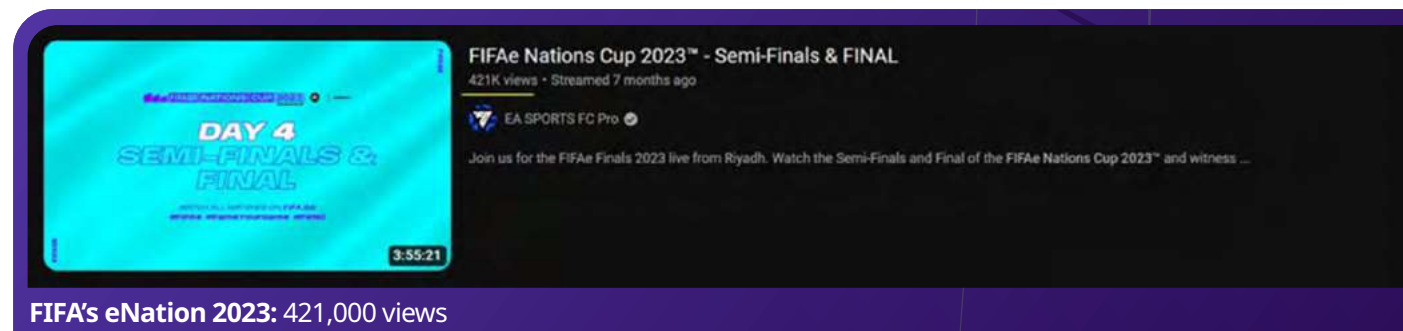 FIFAe NATIONS CUP 2023
DAY 4
SEMI-FINALS &
FINAL
3:55:21
FIFAe Nations Cup 2023™ - Semi-Finals & FINAL
421K views • Streamed 7 months ago
EA SPORTS FC Pro
Join us for the FIFAe Finals 2023 live from Riyadh. Watch the Semi-Finals and Final of the FIFAe Nations Cup 2023™ and witness ...
FIFA's eNation 2023: 421,000 views